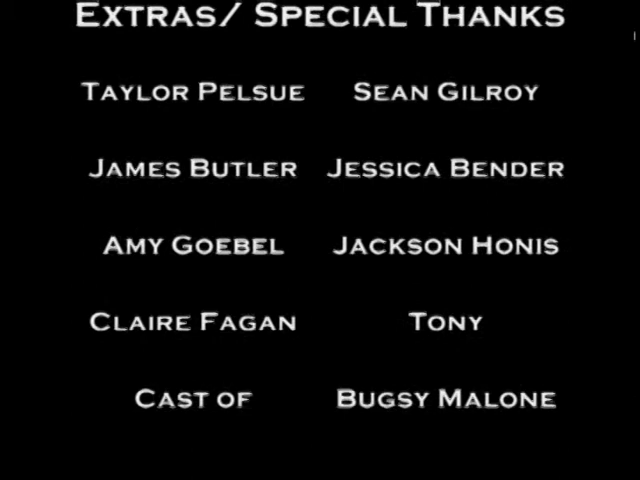 Extras/ Special Thanks
Taylor Pelsue Sean Gilroy
James Butler Jessica Bender
Amy Goebel Jackson Honis
Claire Fagan Tony
Cast of Bugsy Malone